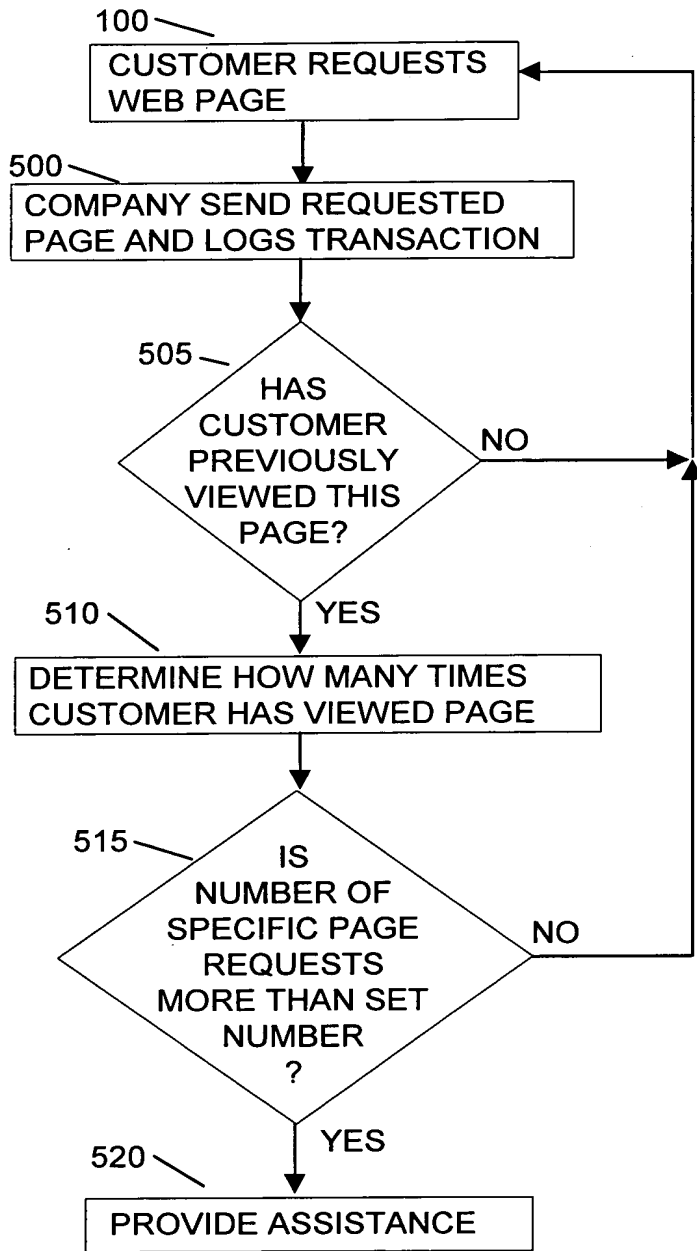 100
CUSTOMER REQUESTS
WEB PAGE
500
COMPANY SEND REQUESTED
PAGE AND LOGS TRANSACTION
505
HAS
CUSTOMER
PREVIOUSLY
VIEWED THIS
PAGE?
NO
YES
510
DETERMINE HOW MANY TIMES
CUSTOMER HAS VIEWED PAGE
515
IS
NUMBER OF
SPECIFIC PAGE
REQUESTS
MORE THAN SET
NUMBER
?
NO
YES
520
PROVIDE ASSISTANCE